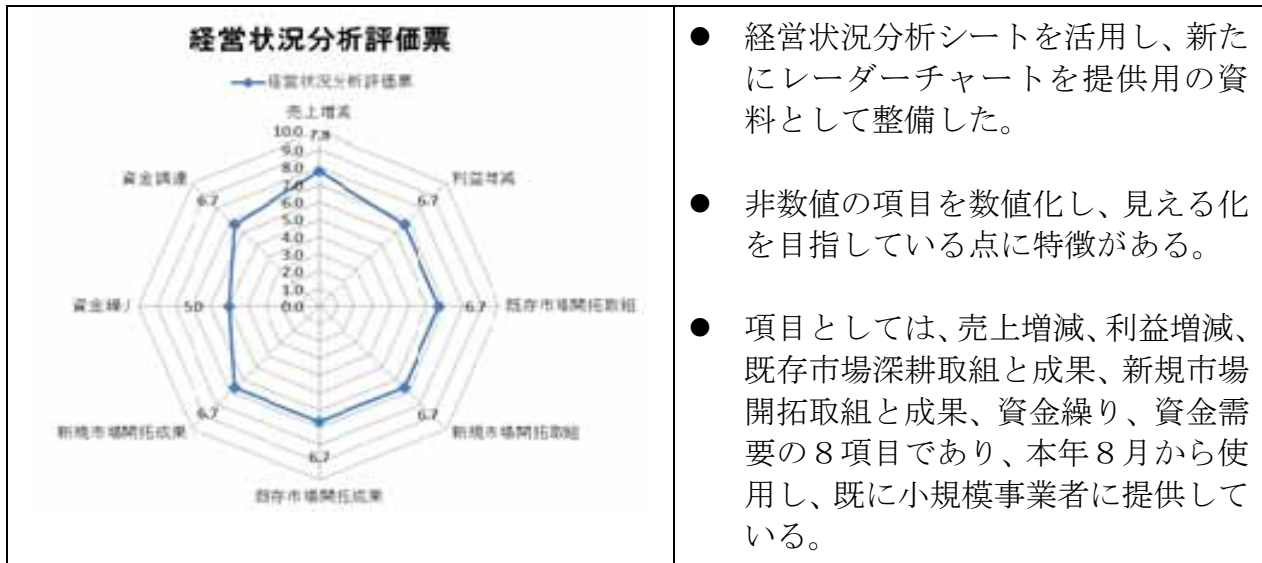 経営状況分析評価票
経営状況分析評価票
売上増減
10.0
7.8
9.0
8.0
7.0
6.0
5.0
4.0
3.0
2.0
1.0
0.0
利益増減
6.7
既存市場開拓取組
6.7
新規市場開拓取組
6.7
既存市場開拓成果
6.7
新規市場開拓成果
6.7
資金繰り
5.0
資金調達
6.7
● 経営状況分析シートを活用し、新た
にレーダーチャートを提供用の資
料として整備した。
● 非数値の項目を数値化し、見える化
を目指している点に特徴がある。
● 項目としては、売上増減、利益増減、
既存市場深耕取組と成果、新規市場
開拓取組と成果、資金繰り、資金需
要の８項目であり、本年８月から使
用し、既に小規模事業者に提供して
いる。